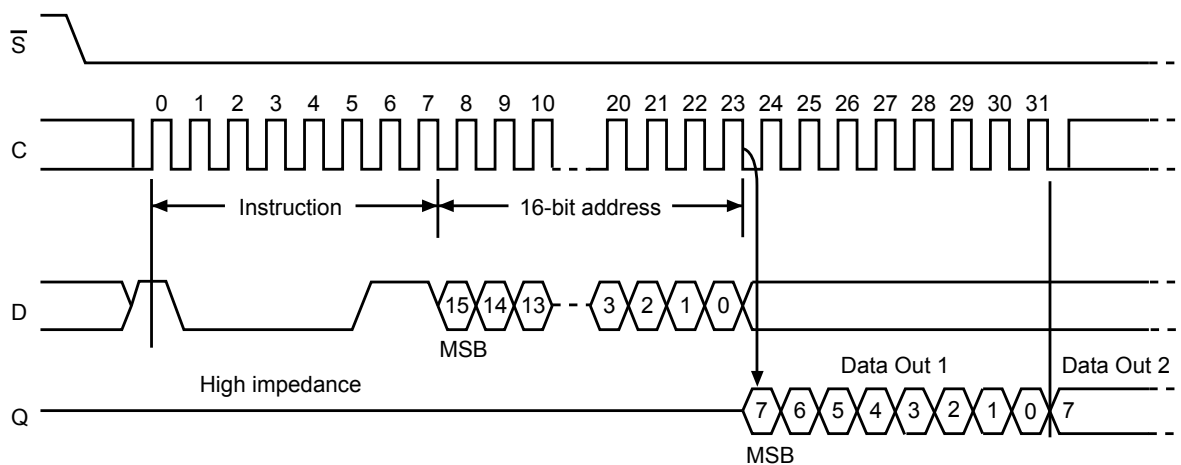 S
0 1 2 3 4 5 6 7 8 9 10 20 21 22 23 24 25 26 27 28 29 30 31
C
Instruction 16-bit address
D 15 14 13 3 2 1 0
MSB
High impedance Data Out 1 Data Out 2
Q 7 6 5 4 3 2 1 0 7
MSB